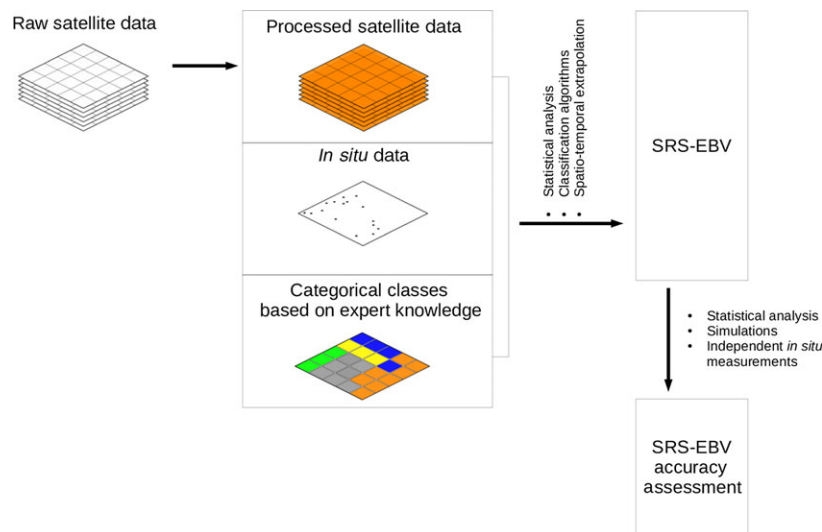 Raw satellite data
Processed satellite data
In situ data
Categorical classes
based on expert knowledge
• Statistical analysis
• Classification algorithms
• Spatio-temporal extrapolation
SRS-EBV
• Statistical analysis
• Simulations
• Independent in situ
measurements
SRS-EBV
accuracy
assessment